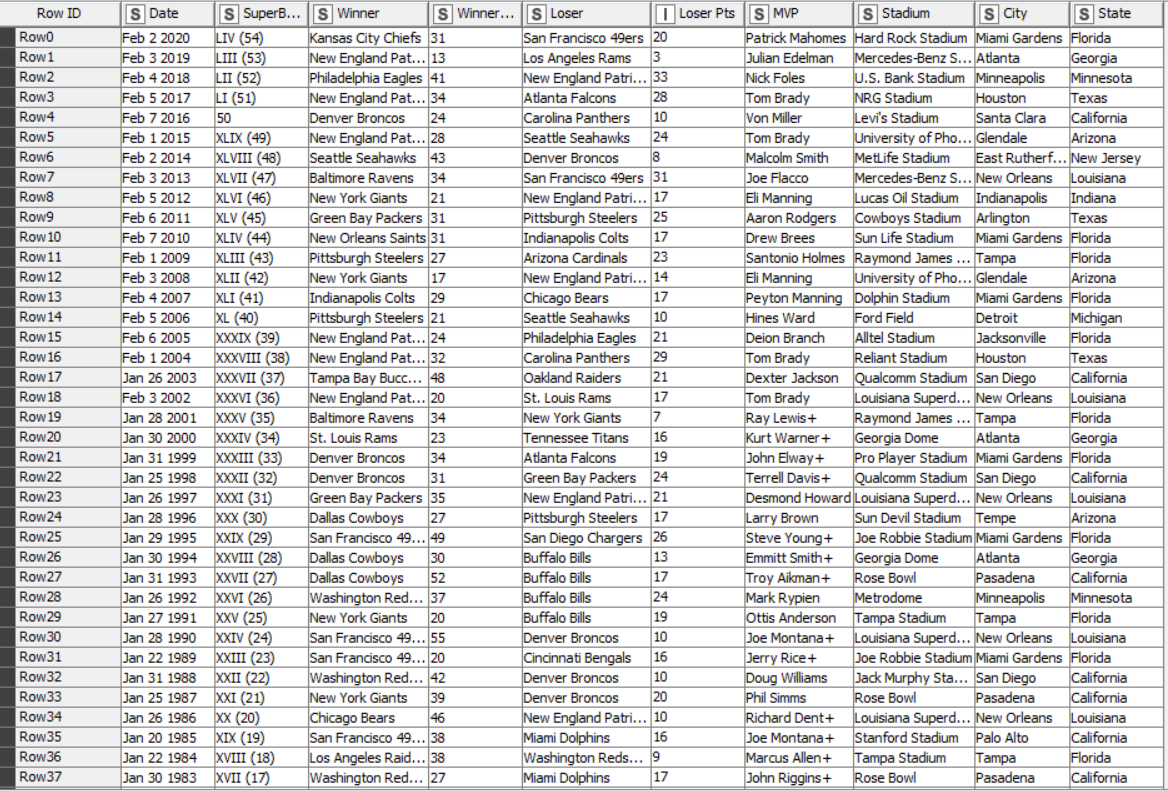 Row ID S Date S SuperB... S Winner S Winner... S Loser I Loser Pts S MVP S Stadium S City S State
Row0 Feb 2 2020 LIV (54) Kansas City Chiefs 31 San Francisco 49ers 20 Patrick Mahomes Hard Rock Stadium Miami Gardens Florida
Row1 Feb 3 2019 LIII (53) New England Pat... 13 Los Angeles Rams 3 Julian Edelman Mercedes-Benz S... Atlanta Georgia
Row2 Feb 4 2018 LII (52) Philadelphia Eagles 41 New England Patri... 33 Nick Foles U.S. Bank Stadium Minneapolis Minnesota
Row3 Feb 5 2017 LI (51) New England Pat... 34 Atlanta Falcons 28 Tom Brady NRG Stadium Houston Texas
Row4 Feb 7 2016 50 Denver Broncos 24 Carolina Panthers 10 Von Miller Levi's Stadium Santa Clara California
Row5 Feb 1 2015 XLIX (49) New England Pat... 28 Seattle Seahawks 24 Tom Brady University of Pho... Glendale Arizona
Row6 Feb 2 2014 XLVIII (48) Seattle Seahawks 43 Denver Broncos 8 Malcolm Smith MetLife Stadium East Rutherf... New Jersey
Row7 Feb 3 2013 XLVII (47) Baltimore Ravens 34 San Francisco 49ers 31 Joe Flacco Mercedes-Benz S... New Orleans Louisiana
Row8 Feb 5 2012 XLVI (46) New York Giants 21 New England Patri... 17 Eli Manning Lucas Oil Stadium Indianapolis Indiana
Row9 Feb 6 2011 XLV (45) Green Bay Packers 31 Pittsburgh Steelers 25 Aaron Rodgers Cowboys Stadium Arlington Texas
Row10 Feb 7 2010 XLIV (44) New Orleans Saints 31 Indianapolis Colts 17 Drew Brees Sun Life Stadium Miami Gardens Florida
Row11 Feb 1 2009 XLIII (43) Pittsburgh Steelers 27 Arizona Cardinals 23 Santonio Holmes Raymond James ... Tampa Florida
Row12 Feb 3 2008 XLII (42) New York Giants 17 New England Patri... 14 Eli Manning University of Pho... Glendale Arizona
Row13 Feb 4 2007 XLI (41) Indianapolis Colts 29 Chicago Bears 17 Peyton Manning Dolphin Stadium Miami Gardens Florida
Row14 Feb 5 2006 XL (40) Pittsburgh Steelers 21 Seattle Seahawks 10 Hines Ward Ford Field Detroit Michigan
Row15 Feb 6 2005 XXXIX (39) New England Pat... 24 Philadelphia Eagles 21 Deion Branch Alltel Stadium Jacksonville Florida
Row16 Feb 1 2004 XXXVIII (38) New England Pat... 32 Carolina Panthers 29 Tom Brady Reliant Stadium Houston Texas
Row17 Jan 26 2003 XXXVII (37) Tampa Bay Bucc... 48 Oakland Raiders 21 Dexter Jackson Qualcomm Stadium San Diego California
Row18 Feb 3 2002 XXXVI (36) New England Pat... 20 St. Louis Rams 17 Tom Brady Louisiana Superd... New Orleans Louisiana
Row19 Jan 28 2001 XXXV (35) Baltimore Ravens 34 New York Giants 7 Ray Lewis+ Raymond James ... Tampa Florida
Row20 Jan 30 2000 XXXIV (34) St. Louis Rams 23 Tennessee Titans 16 Kurt Warner+ Georgia Dome Atlanta Georgia
Row21 Jan 31 1999 XXXIII (33) Denver Broncos 34 Atlanta Falcons 19 John Elway+ Pro Player Stadium Miami Gardens Florida
Row22 Jan 25 1998 XXXII (32) Denver Broncos 31 Green Bay Packers 24 Terrell Davis+ Qualcomm Stadium San Diego California
Row23 Jan 26 1997 XXXI (31) Green Bay Packers 35 New England Patri... 21 Desmond Howard Louisiana Superd... New Orleans Louisiana
Row24 Jan 28 1996 XXX (30) Dallas Cowboys 27 Pittsburgh Steelers 17 Larry Brown Sun Devil Stadium Tempe Arizona
Row25 Jan 29 1995 XXIX (29) San Francisco 49... 49 San Diego Chargers 26 Steve Young+ Joe Robbie Stadium Miami Gardens Florida
Row26 Jan 30 1994 XXVIII (28) Dallas Cowboys 30 Buffalo Bills 13 Emmitt Smith+ Georgia Dome Atlanta Georgia
Row27 Jan 31 1993 XXVII (27) Dallas Cowboys 52 Buffalo Bills 17 Troy Aikman+ Rose Bowl Pasadena California
Row28 Jan 26 1992 XXVI (26) Washington Red... 37 Buffalo Bills 24 Mark Rypien Metrodome Minneapolis Minnesota
Row29 Jan 27 1991 XXV (25) New York Giants 20 Buffalo Bills 19 Ottis Anderson Tampa Stadium Tampa Florida
Row30 Jan 28 1990 XXIV (24) San Francisco 49... 55 Denver Broncos 10 Joe Montana+ Louisiana Superd... New Orleans Louisiana
Row31 Jan 22 1989 XXIII (23) San Francisco 49... 20 Cincinnati Bengals 16 Jerry Rice+ Joe Robbie Stadium Miami Gardens Florida
Row32 Jan 31 1988 XXII (22) Washington Red... 42 Denver Broncos 10 Doug Williams Jack Murphy Sta... San Diego California
Row33 Jan 25 1987 XXI (21) New York Giants 39 Denver Broncos 20 Phil Simms Rose Bowl Pasadena California
Row34 Jan 26 1986 XX (20) Chicago Bears 46 New England Patri... 10 Richard Dent+ Louisiana Superd... New Orleans Louisiana
Row35 Jan 20 1985 XIX (19) San Francisco 49... 38 Miami Dolphins 16 Joe Montana+ Stanford Stadium Palo Alto California
Row36 Jan 22 1984 XVIII (18) Los Angeles Raid... 38 Washington Reds... 9 Marcus Allen+ Tampa Stadium Tampa Florida
Row37 Jan 30 1983 XVII (17) Washington Red... 27 Miami Dolphins 17 John Riggins+ Rose Bowl Pasadena California